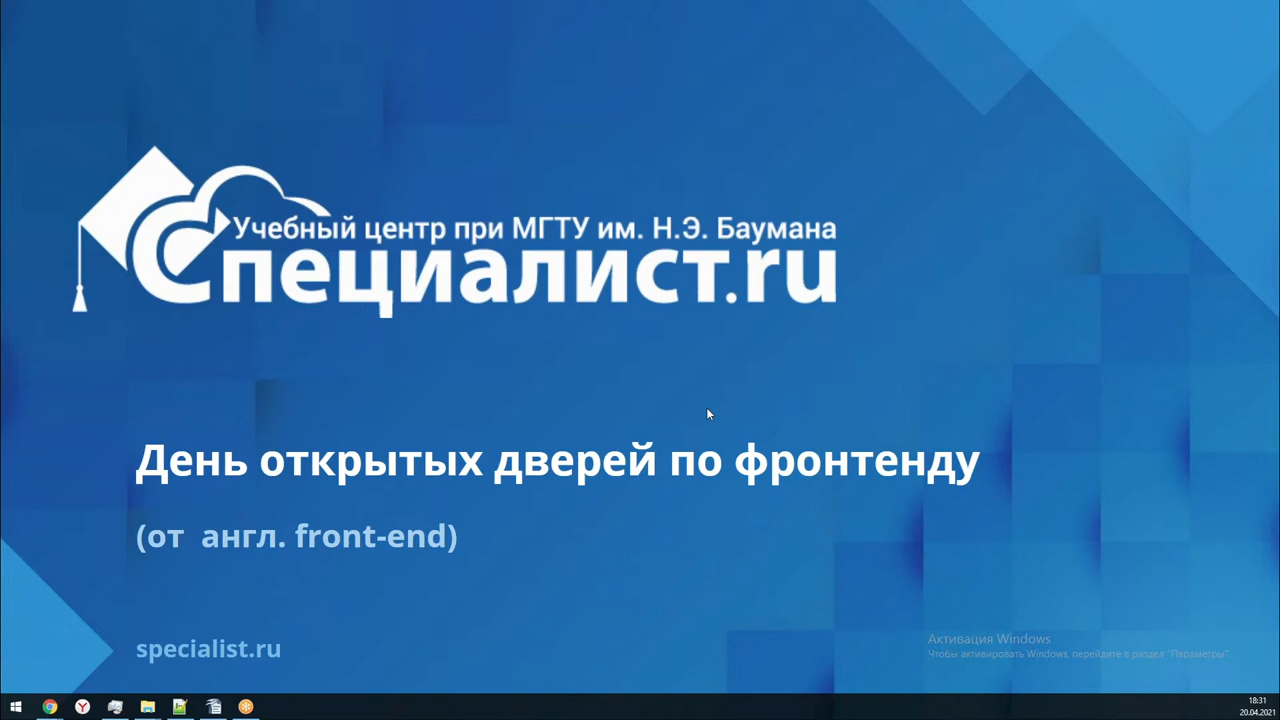 Учебный центр при МГТУ им. Н.Э. Баумана
Специалист.ru
День открытых дверей по фронтенду
(от англ. front-end)
specialist.ru
Активация Windows
Чтобы активировать Windows, перейдите в раздел "Параметры".
18:31
20.04.2021